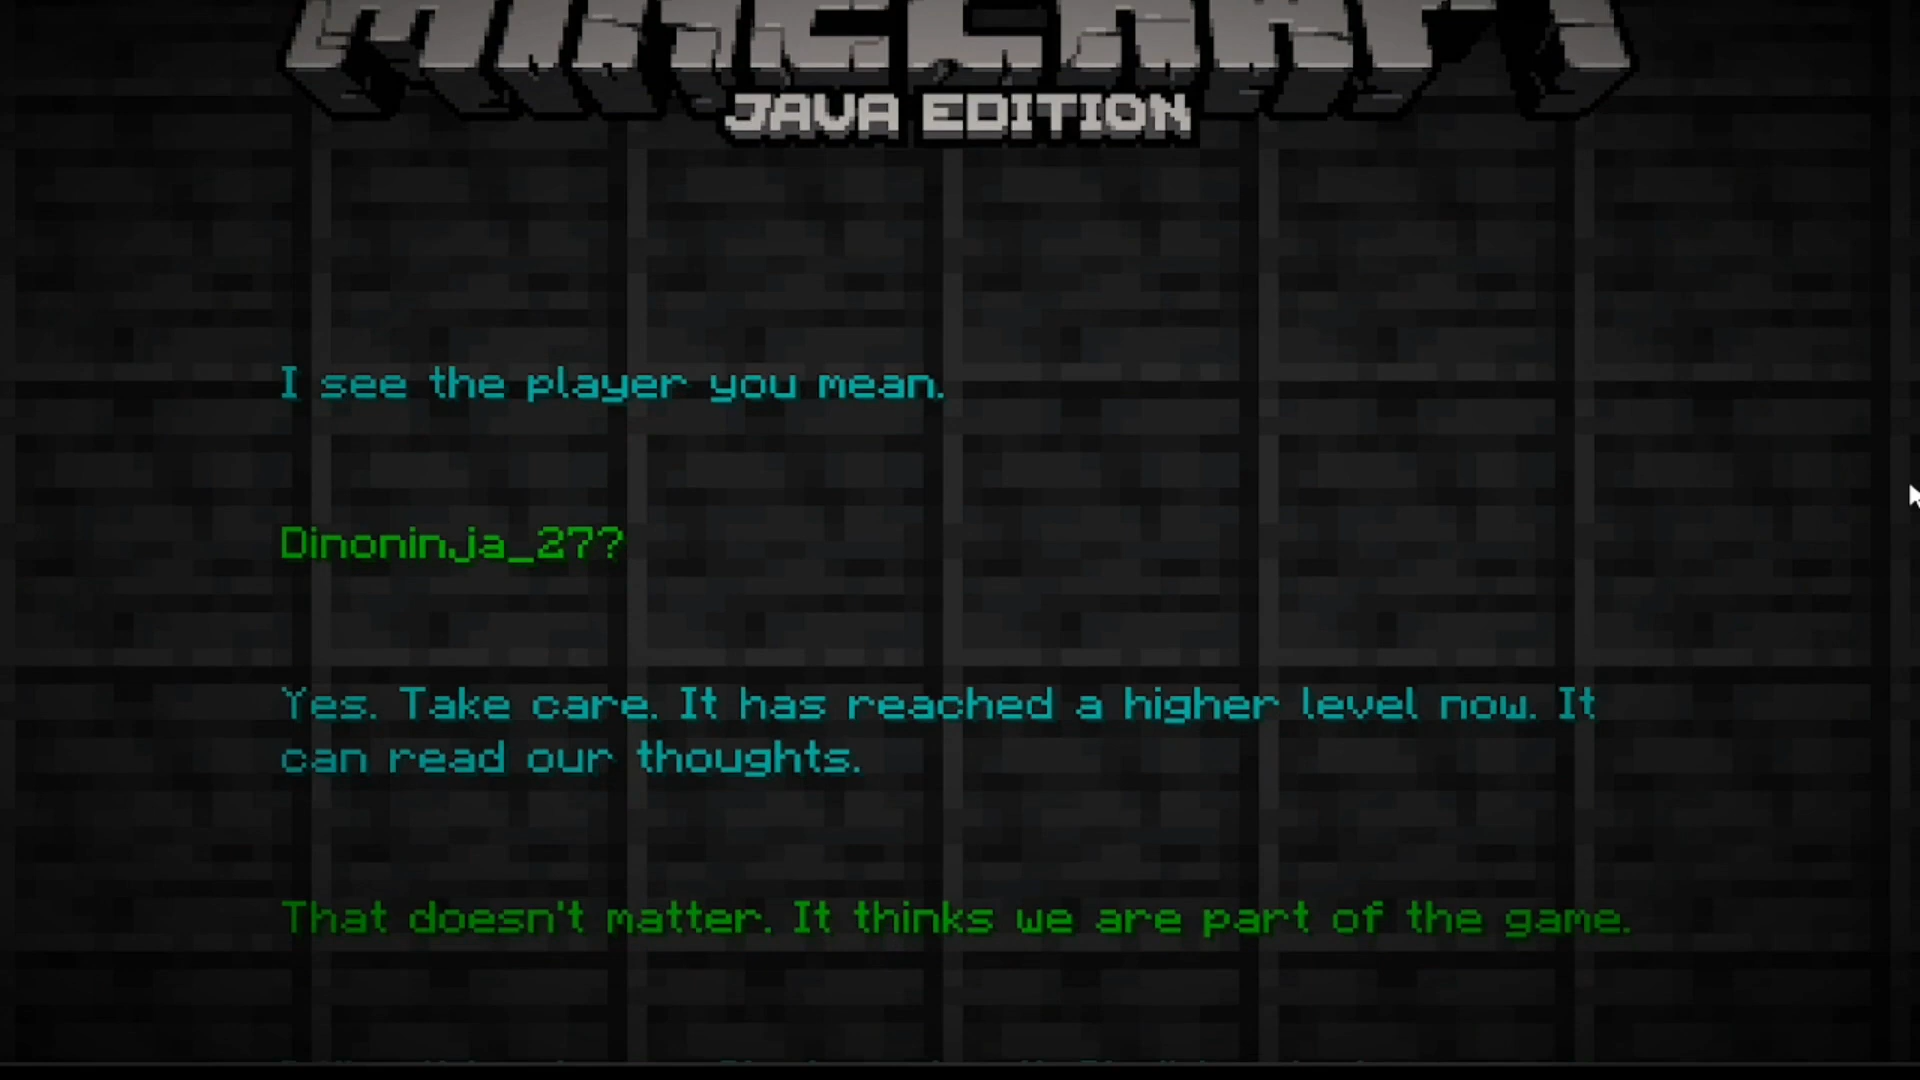 MINECRAFT
JAVA EDITION
I see the player you mean.
Dinoninja_27?
Yes. Take care. It has reached a higher level now. It
can read our thoughts.
That doesn't matter. It thinks we are part of the game.